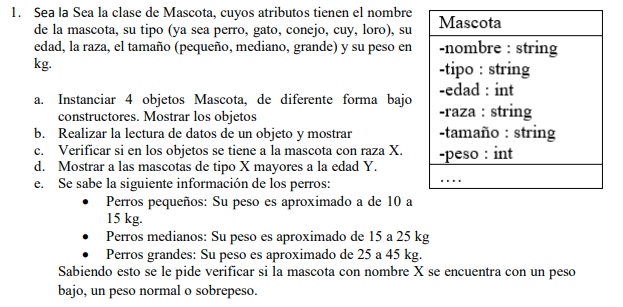 1. Sea la Sea la clase de Mascota, cuyos atributos tienen el nombre
de la mascota, su tipo (ya sea perro, gato, conejo, cuy, loro), su
edad, la raza, el tamaño (pequeño, mediano, grande) y su peso en
kg.
a. Instanciar 4 objetos Mascota, de diferente forma bajo
constructores. Mostrar los objetos
b. Realizar la lectura de datos de un objeto y mostrar
c. Verificar si en los objetos se tiene a la mascota con raza X.
d. Mostrar a las mascotas de tipo X mayores a la edad Y.
e. Se sabe la siguiente información de los perros:
• Perros pequeños: Su peso es aproximado a de 10 a
15 kg.
• Perros medianos: Su peso es aproximado de 15 a 25 kg
• Perros grandes: Su peso es aproximado de 25 a 45 kg.
Sabiendo esto se le pide verificar si la mascota con nombre X se encuentra con un peso
bajo, un peso normal o sobrepeso.
Mascota
-nombre : string
-tipo : string
-edad : int
-raza : string
-tamaño : string
-peso : int
....